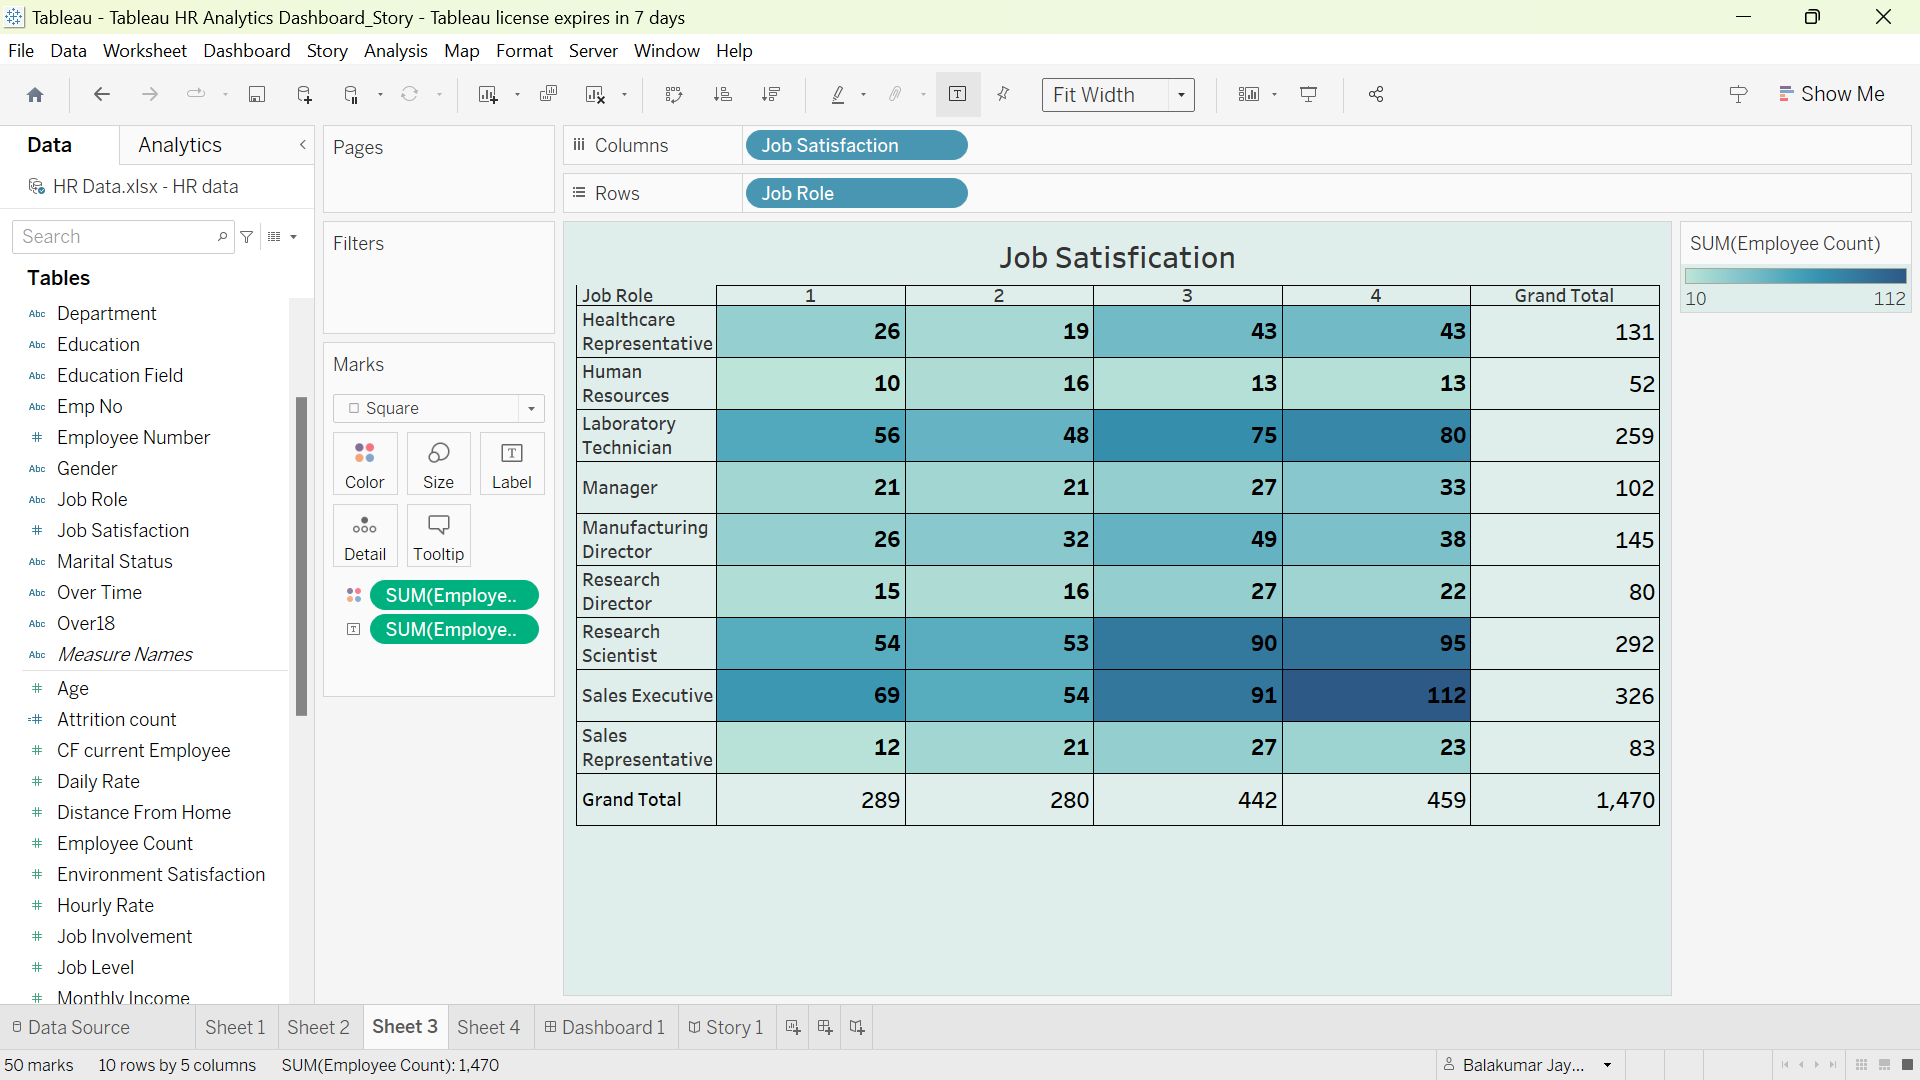 Tableau - Tableau HR Analytics Dashboard_Story - Tableau license expires in 7 days
File Data Worksheet Dashboard Story Analysis Map Format Server Window Help
Fit Width
Show Me
Data Analytics
HR Data.xlsx - HR data
Search
Tables
Abc Department
Abc Education
Abc Education Field
Abc Emp No
# Employee Number
Abc Gender
Abc Job Role
# Job Satisfaction
Abc Marital Status
Abc Over Time
Abc Over18
Abc Measure Names
# Age
=# Attrition count
# CF current Employee
# Daily Rate
# Distance From Home
# Employee Count
# Environment Satisfaction
# Hourly Rate
# Job Involvement
# Job Level
# Monthly Income
Pages
Filters
Marks
Square
Color Size Label
Detail Tooltip
SUM(Employe..
SUM(Employe..
Columns Job Satisfaction
Rows Job Role
Job Satisfication
Job Role 1 2 3 4 Grand Total
Healthcare Representative 26 19 43 43 131
Human Resources 10 16 13 13 52
Laboratory Technician 56 48 75 80 259
Manager 21 21 27 33 102
Manufacturing Director 26 32 49 38 145
Research Director 15 16 27 22 80
Research Scientist 54 53 90 95 292
Sales Executive 69 54 91 112 326
Sales Representative 12 21 27 23 83
Grand Total 289 280 442 459 1,470
SUM(Employee Count)
10 112
Data Source Sheet 1 Sheet 2 Sheet 3 Sheet 4 Dashboard 1 Story 1
50 marks 10 rows by 5 columns SUM(Employee Count): 1,470
Balakumar Jay...